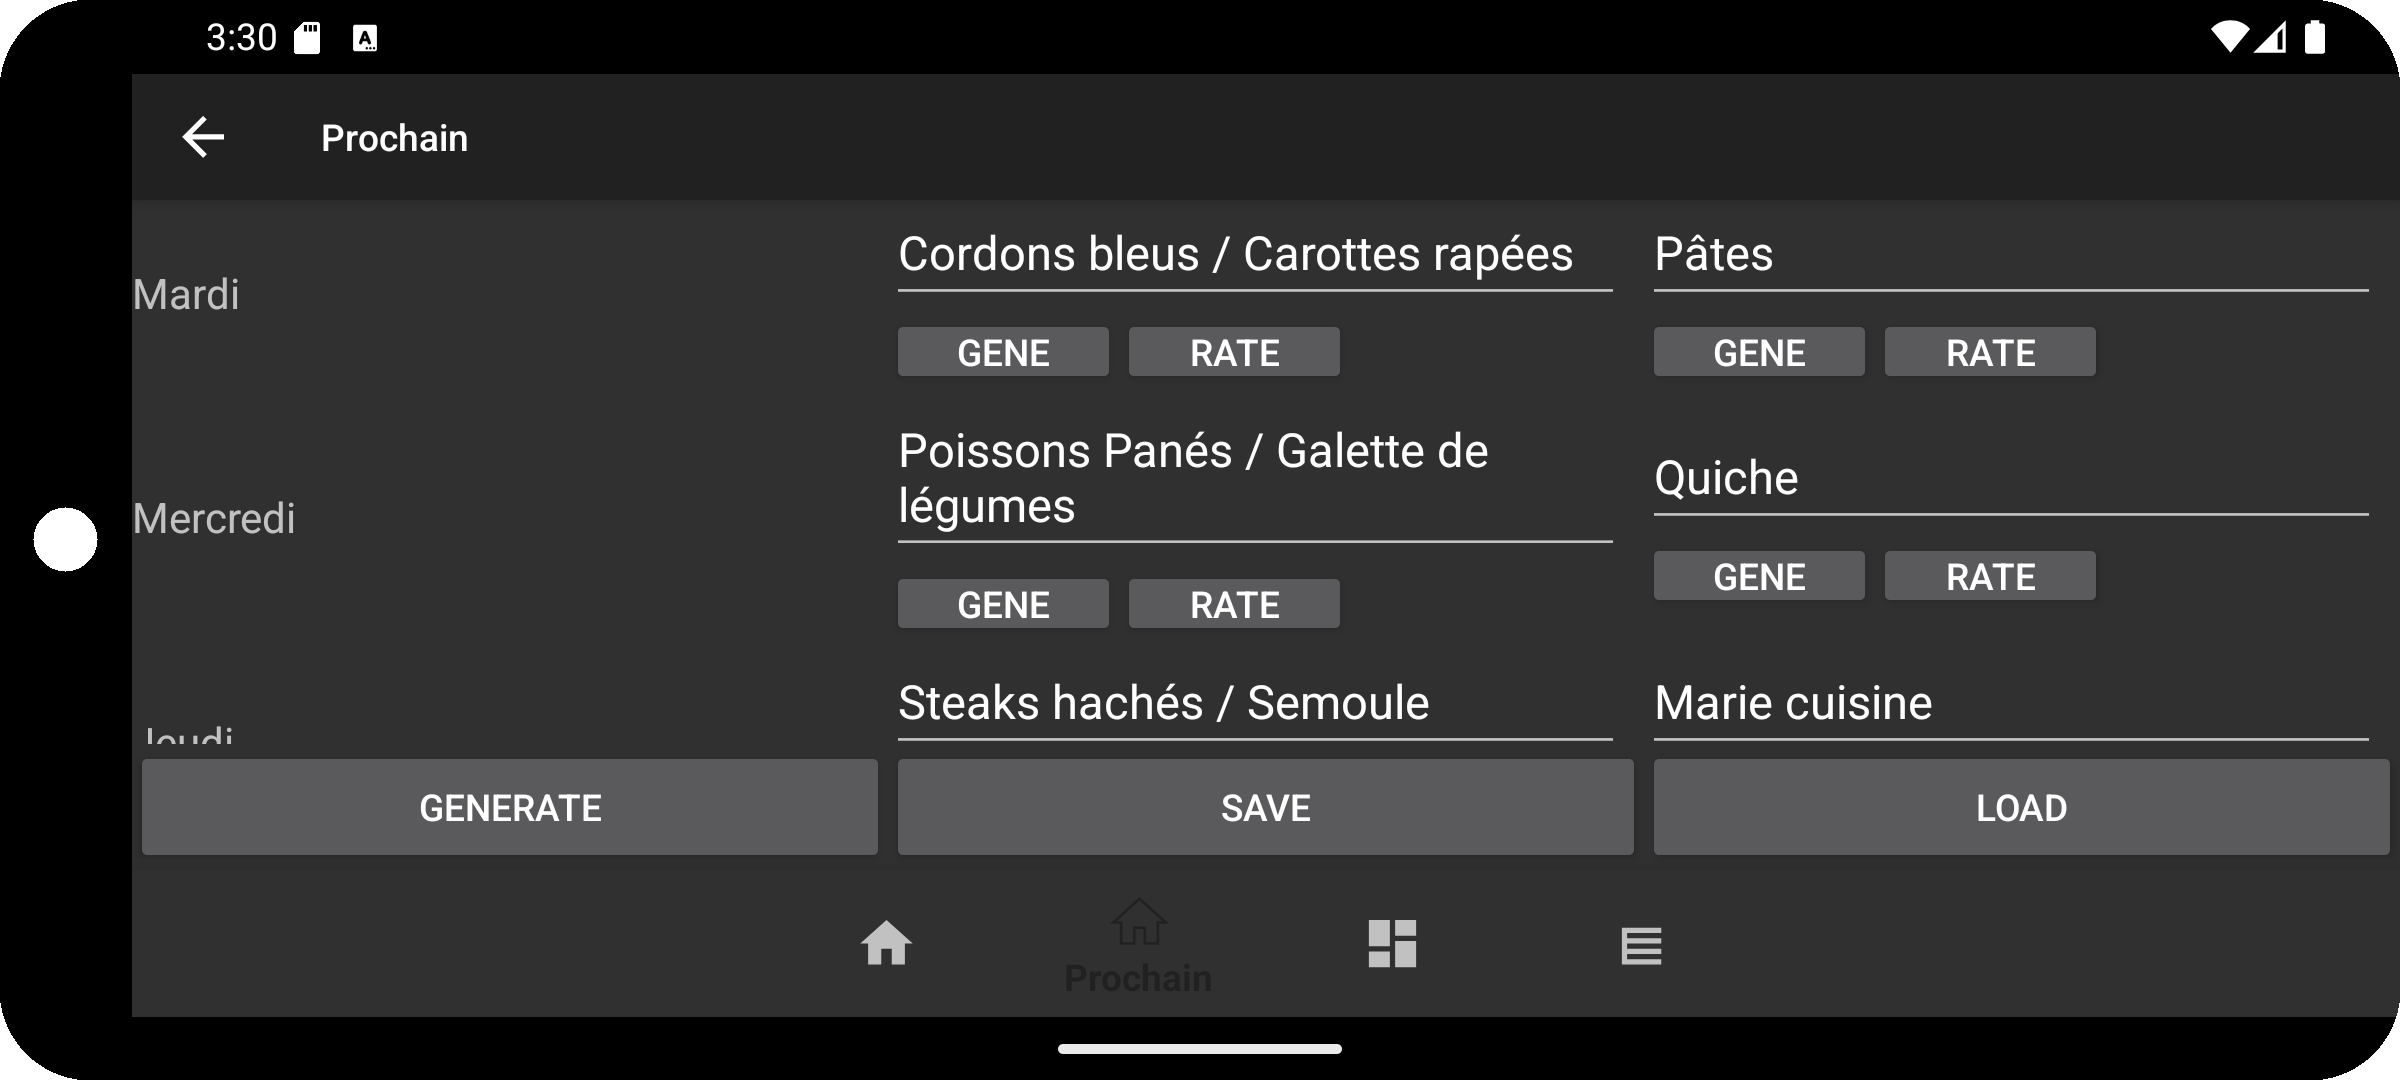 3:30
Prochain
Mardi
Cordons bleus / Carottes rapées
Pâtes
GENE RATE GENE RATE
Mercredi
Poissons Panés / Galette de
légumes
Quiche
GENE RATE
GENE RATE
Jeudi
Steaks hachés / Semoule
Marie cuisine
GENERATE SAVE LOAD
Prochain